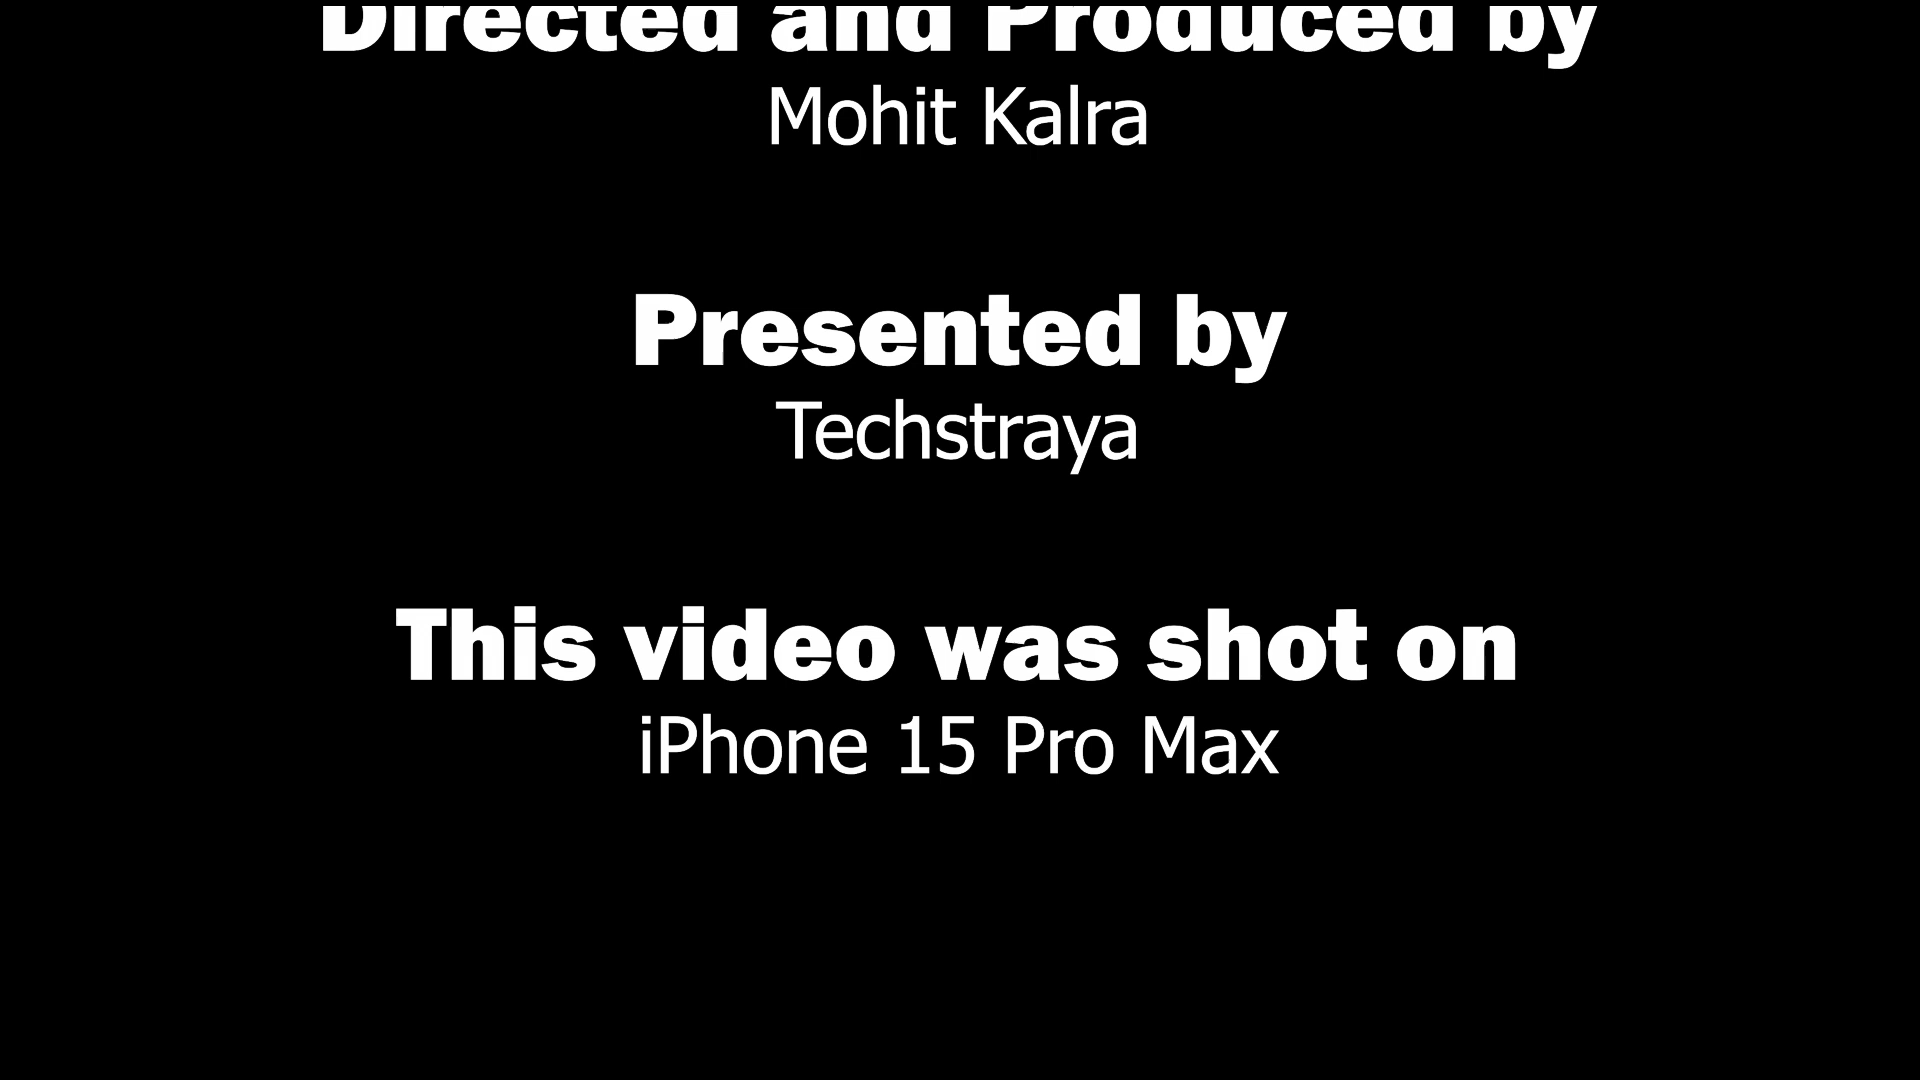 Directed and Produced by
Mohit Kalra
Presented by
Techstraya
This video was shot on
iPhone 15 Pro Max